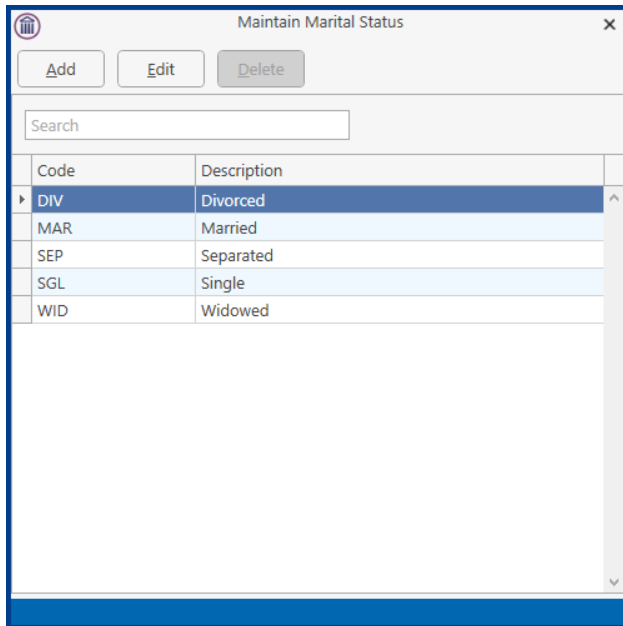 Maintain Marital Status
Add Edit Delete
Search
Code Description
DIV Divorced
MAR Married
SEP Separated
SGL Single
WID Widowed